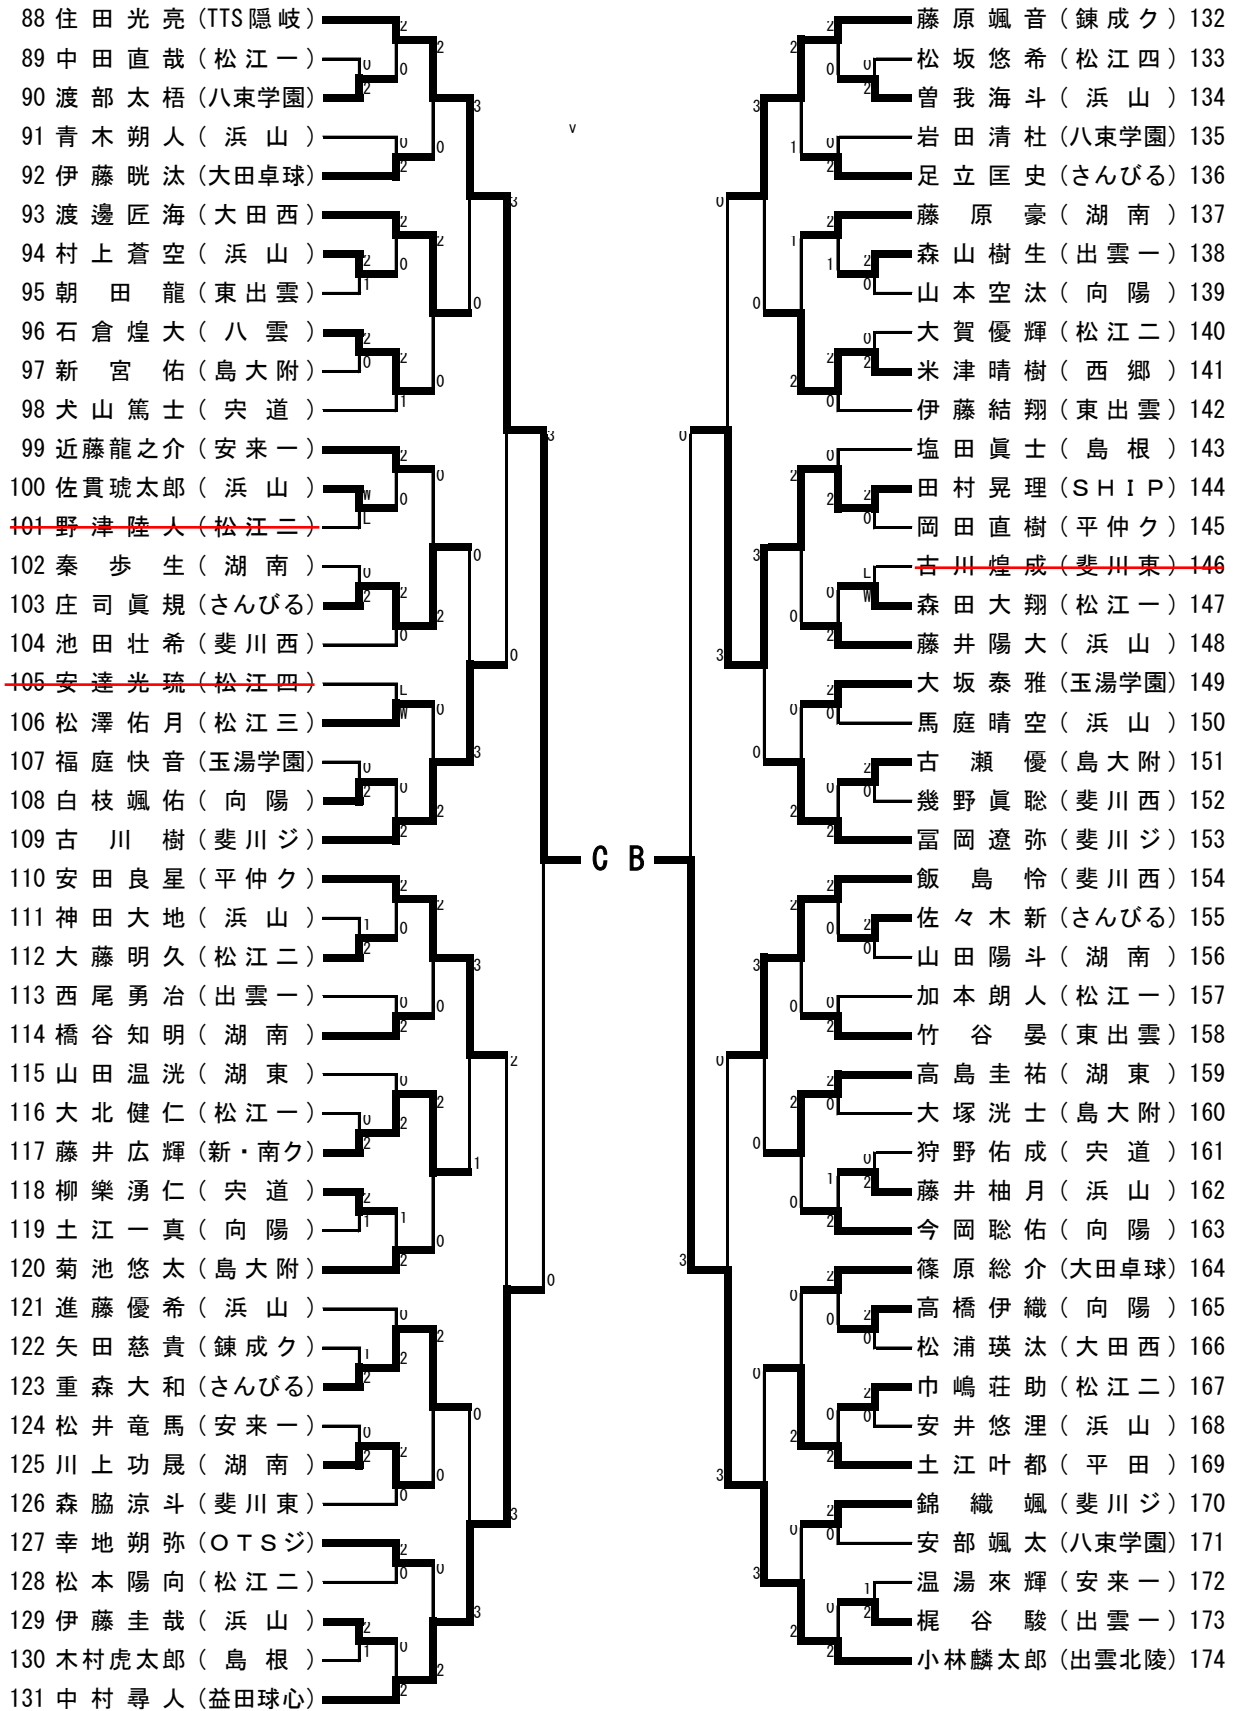 88 住田光亮 (TTS隠岐)
89 中田直哉 (松江一)
90 渡部太梧 (八束学園)
91 青木朔人 (浜山)
92 伊藤晄汰 (大田卓球)
93 渡邊匠海 (大田西)
94 村上蒼空 (浜山)
95 朝田龍 (東出雲)
96 石倉煌大 (八雲)
97 新宮佑 (島大附)
98 犬山篤士 (宍道)
99 近藤龍之介 (安来一)
100 佐貫琥太郎 (浜山)
101 野津陸人 (松江二)
102 秦歩生 (湖南)
103 庄司眞規 (さんびる)
104 池田壮希 (斐川西)
105 安達光琉 (松江四)
106 松澤佑月 (松江三)
107 福庭快音 (玉湯学園)
108 白枝颯佑 (向陽)
109 古川樹 (斐川ジ)
110 安田良星 (平仲ク)
111 神田大地 (浜山)
112 大藤明久 (松江二)
113 西尾勇冶 (出雲一)
114 橋谷知明 (湖南)
115 山田温洸 (湖東)
116 大北健仁 (松江一)
117 藤井広輝 (新・南ク)
118 柳樂湧仁 (宍道)
119 土江一真 (向陽)
120 菊池悠太 (島大附)
121 進藤優希 (浜山)
122 矢田慈貴 (錬成ク)
123 重森大和 (さんびる)
124 松井竜馬 (安来一)
125 川上功晟 (湖南)
126 森脇涼斗 (斐川東)
127 幸地朔弥 (OTSジ)
128 松本陽向 (松江二)
129 伊藤圭哉 (浜山)
130 木村虎太郎 (島根)
131 中村尋人 (益田球心)
v
C B
藤原颯音 (錬成ク) 132
松坂悠希 (松江四) 133
曽我海斗 (浜山) 134
岩田清杜 (八束学園) 135
足立匡史 (さんびる) 136
藤原豪 (湖南) 137
森山樹生 (出雲一) 138
山本空汰 (向陽) 139
大賀優輝 (松江二) 140
米津晴樹 (西郷) 141
伊藤結翔 (東出雲) 142
塩田眞士 (島根) 143
田村晃理 (SHIP) 144
岡田直樹 (平仲ク) 145
古川煌成 (斐川東) 146
森田大翔 (松江一) 147
藤井陽大 (浜山) 148
大坂泰雅 (玉湯学園) 149
馬庭晴空 (浜山) 150
古瀬優 (島大附) 151
幾野眞聡 (斐川西) 152
冨岡遼弥 (斐川ジ) 153
飯島怜 (斐川西) 154
佐々木新 (さんびる) 155
山田陽斗 (湖南) 156
加本朗人 (松江一) 157
竹谷晏 (東出雲) 158
高島圭祐 (湖東) 159
大塚洸士 (島大附) 160
狩野佑成 (宍道) 161
藤井柚月 (浜山) 162
今岡聡佑 (向陽) 163
篠原総介 (大田卓球) 164
高橋伊織 (向陽) 165
松浦瑛汰 (大田西) 166
巾嶋荘助 (松江二) 167
安井悠浬 (浜山) 168
土江叶都 (平田) 169
錦織颯 (斐川ジ) 170
安部颯太 (八束学園) 171
温湯來輝 (安来一) 172
梶谷駿 (出雲一) 173
小林麟太郎 (出雲北陵) 174